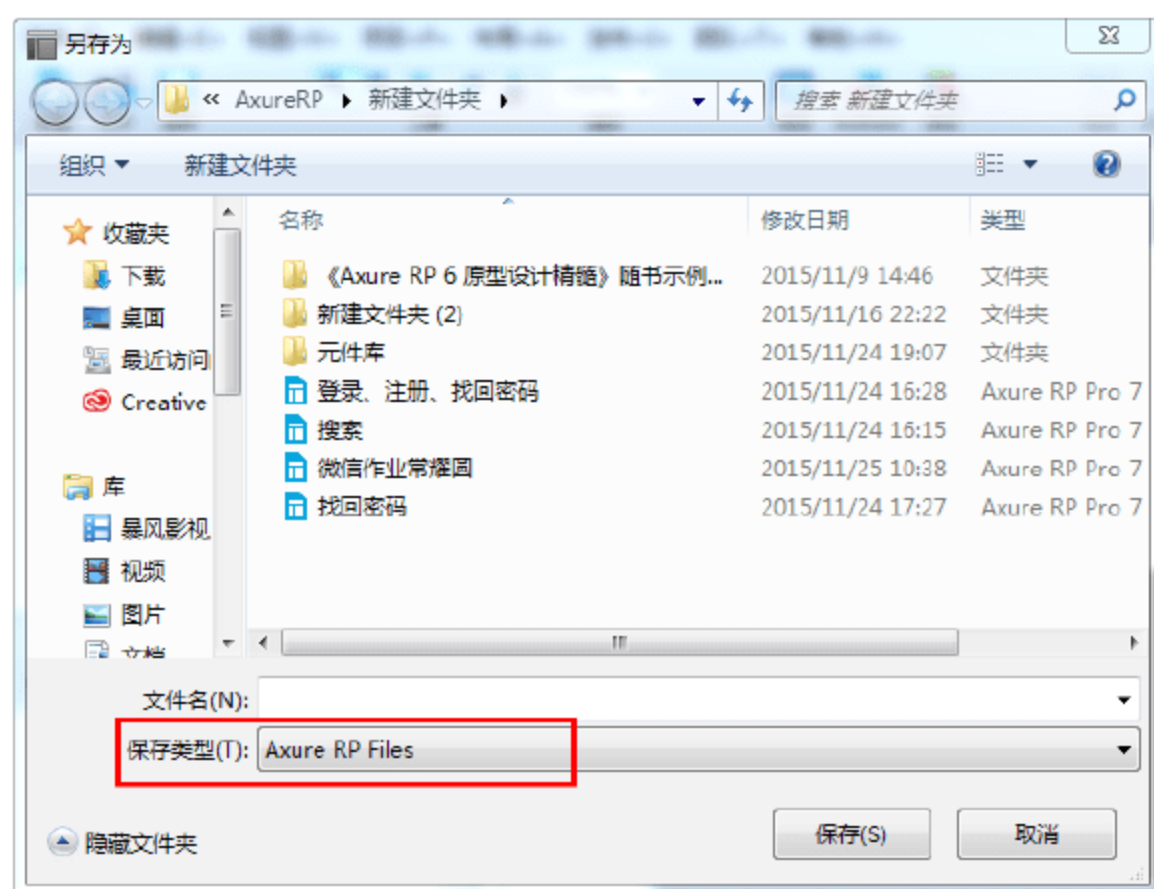 另存为
« AxureRP ▸ 新建文件夹 ▸
搜索 新建文件夹
组织 新建文件夹
名称 修改日期 类型
收藏夹
下载
桌面
最近访问
Creative
库
暴风影视
视频
图片
文档
《Axure RP 6 原型设计精髓》随书示例... 2015/11/9 14:46 文件夹
新建文件夹 (2) 2015/11/16 22:22 文件夹
元件库 2015/11/24 19:07 文件夹
登录、注册、找回密码 2015/11/24 16:28 Axure RP Pro 7
搜索 2015/11/24 16:15 Axure RP Pro 7
微信作业常耀圆 2015/11/25 10:38 Axure RP Pro 7
找回密码 2015/11/24 17:27 Axure RP Pro 7
文件名(N):
保存类型(T): Axure RP Files
隐藏文件夹 保存(S) 取消